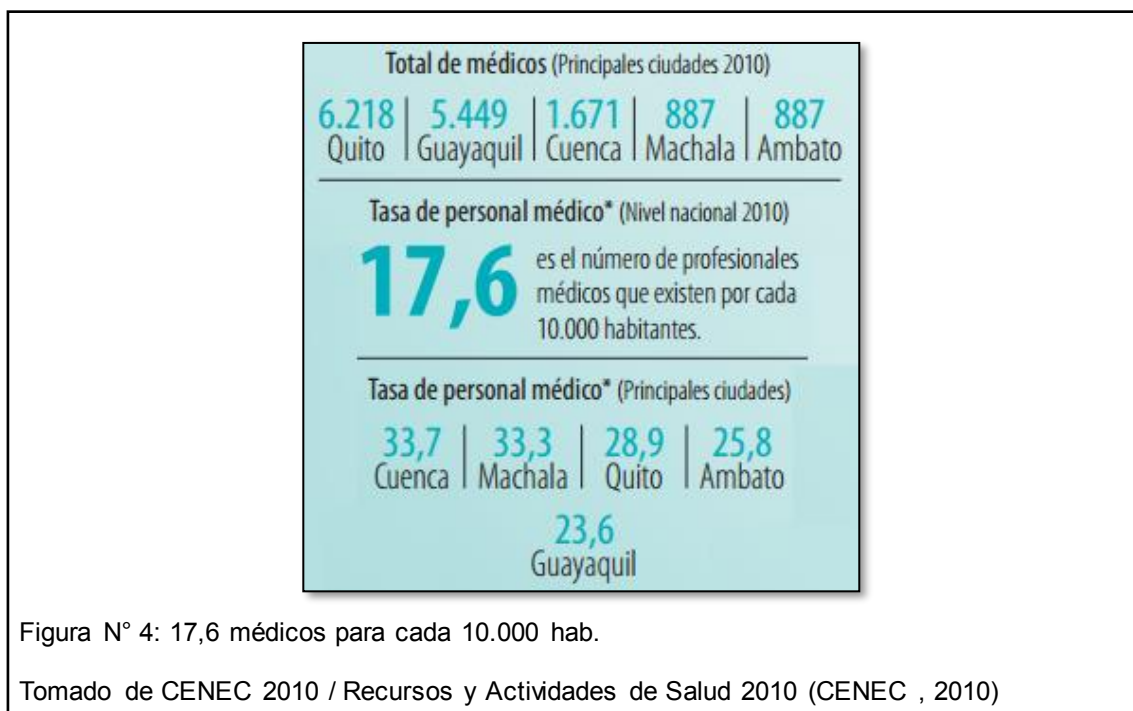 Total de médicos (Principales ciudades 2010)
6.218 5.449 1.671 887 887
Quito Guayaquil Cuenca Machala Ambato
Tasa de personal médico* (Nivel nacional 2010)
17,6 es el número de profesionales
médicos que existen por cada
10.000 habitantes.
Tasa de personal médico* (Principales ciudades)
33,7 33,3 28,9 25,8
Cuenca Machala Quito Ambato
23,6
Guayaquil
Figura N° 4: 17,6 médicos para cada 10.000 hab.
Tomado de CENEC 2010 / Recursos y Actividades de Salud 2010 (CENEC , 2010)